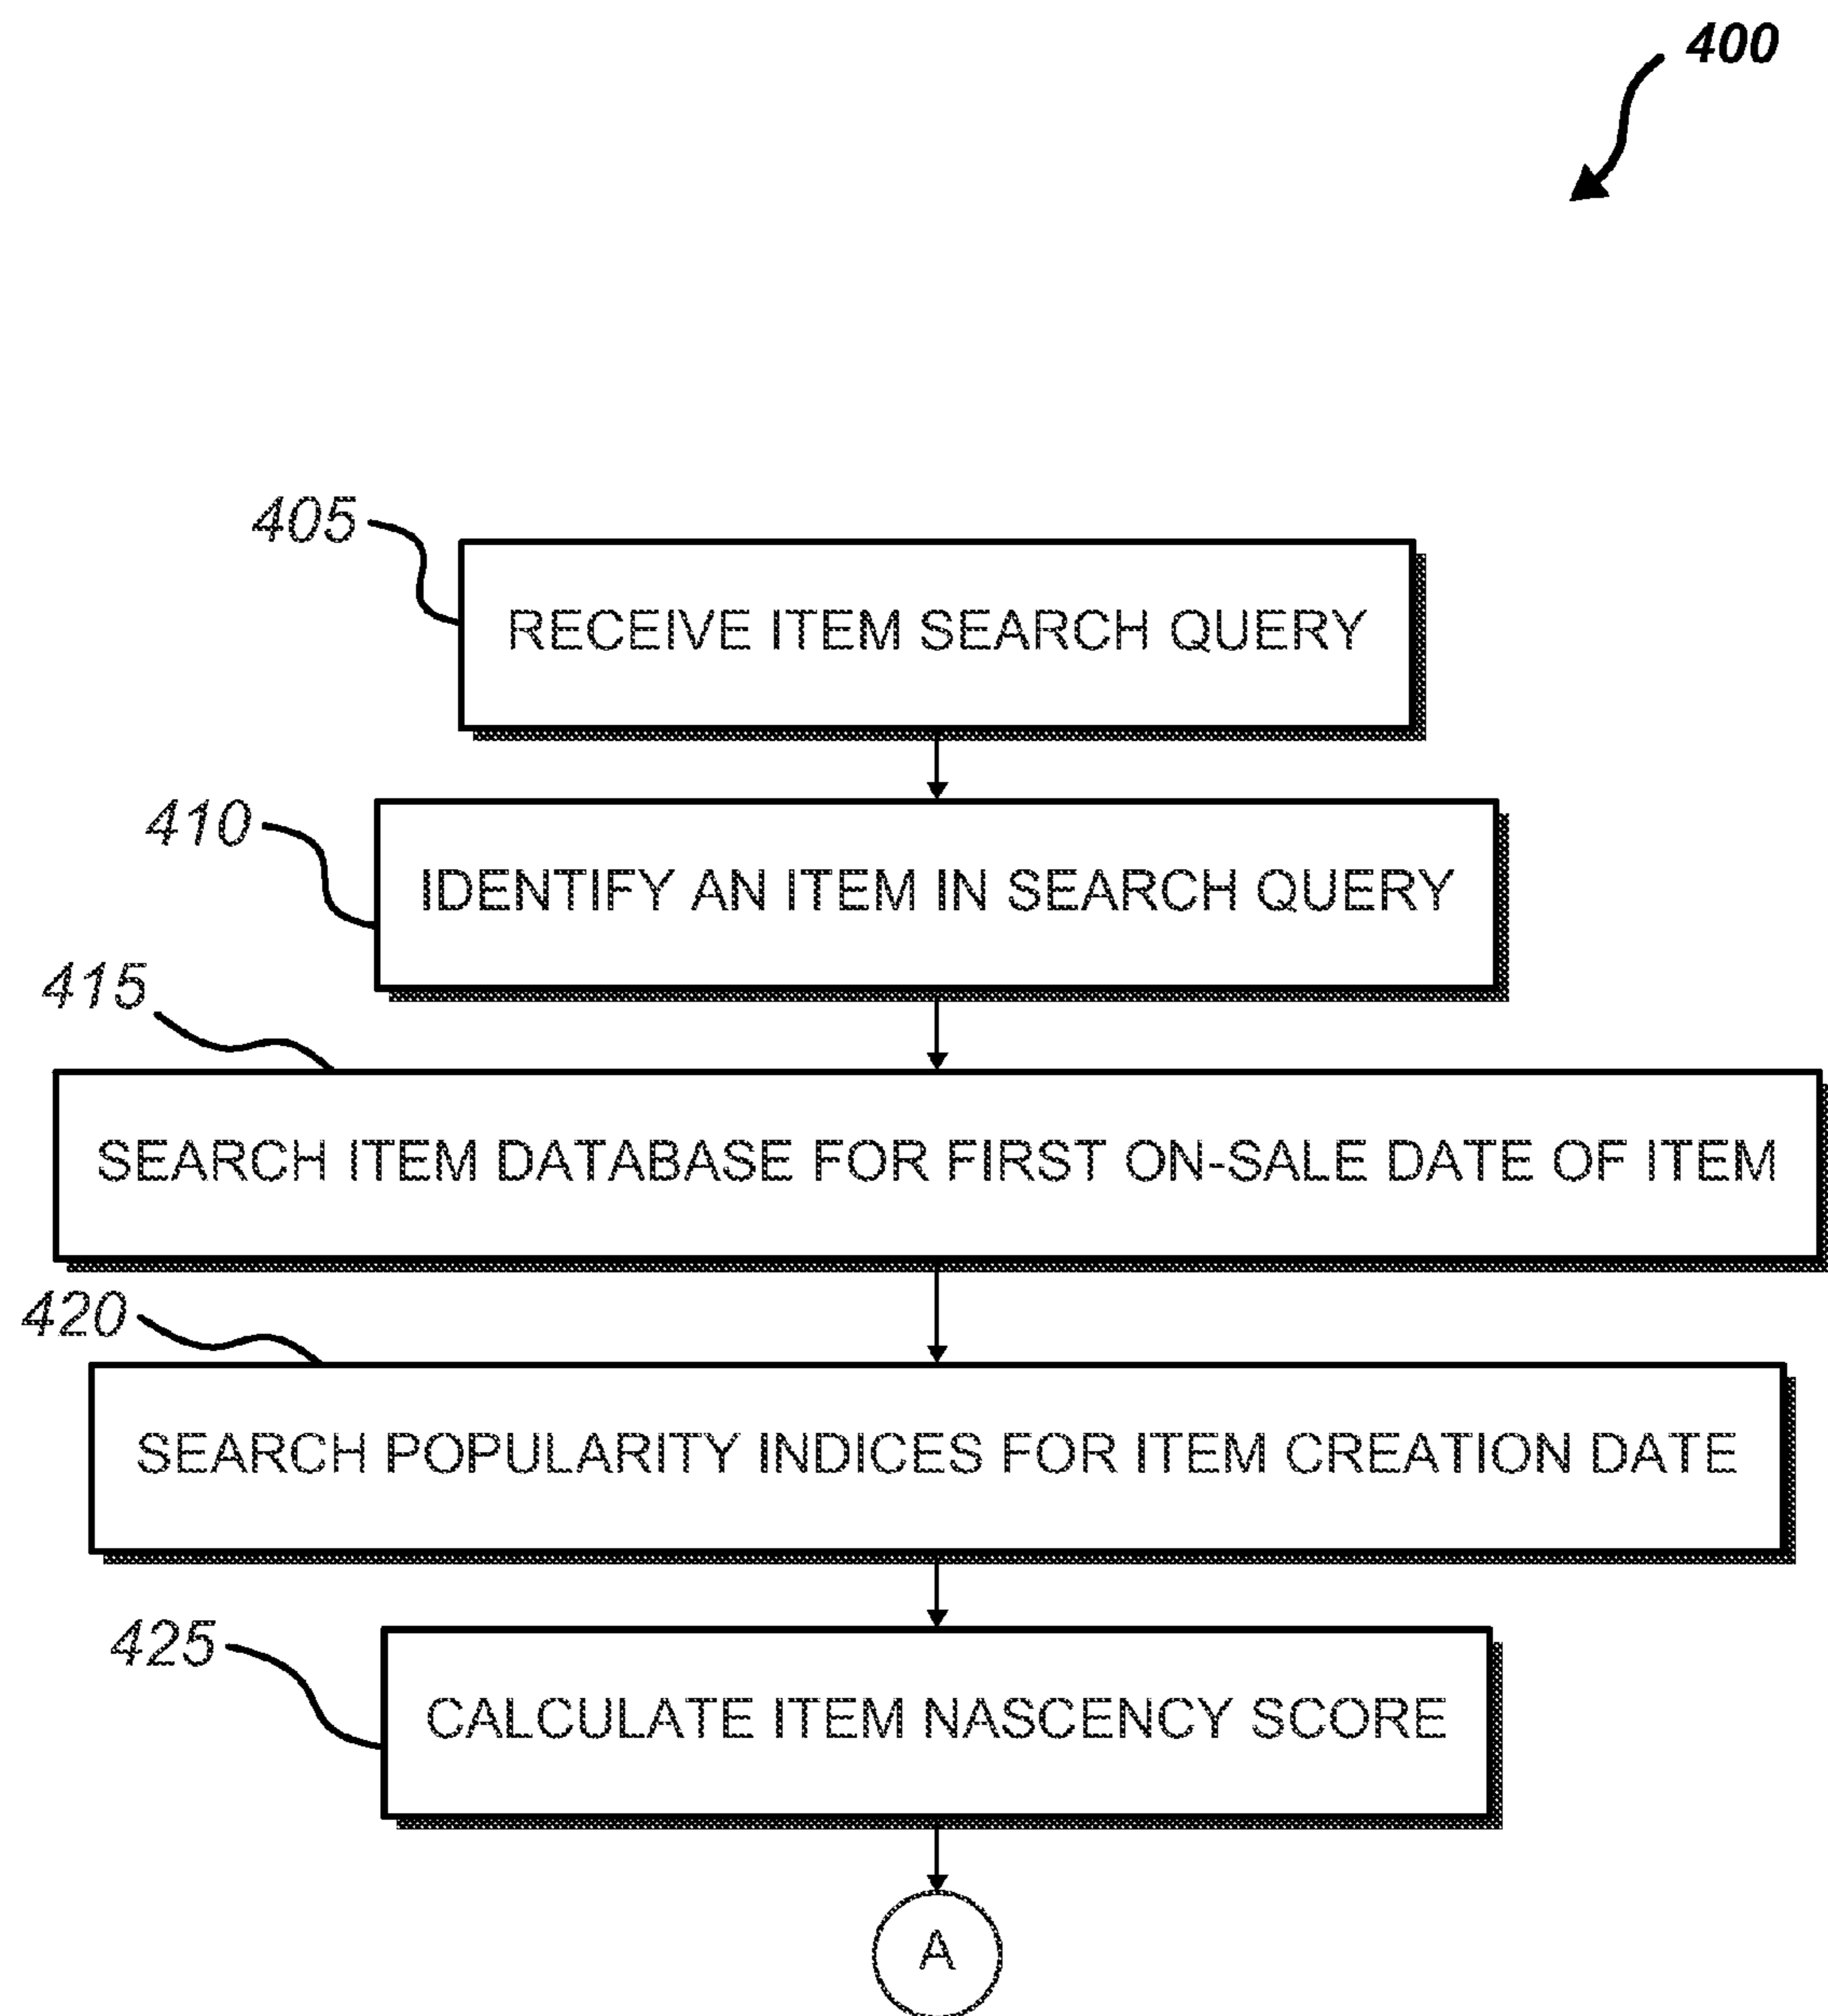 400
405
RECEIVE ITEM SEARCH QUERY
410
IDENTIFY AN ITEM IN SEARCH QUERY
415
SEARCH ITEM DATABASE FOR FIRST ON-SALE DATE OF ITEM
420
SEARCH POPULARITY INDICES FOR ITEM CREATION DATE
425
CALCULATE ITEM NASCENCY SCORE
A